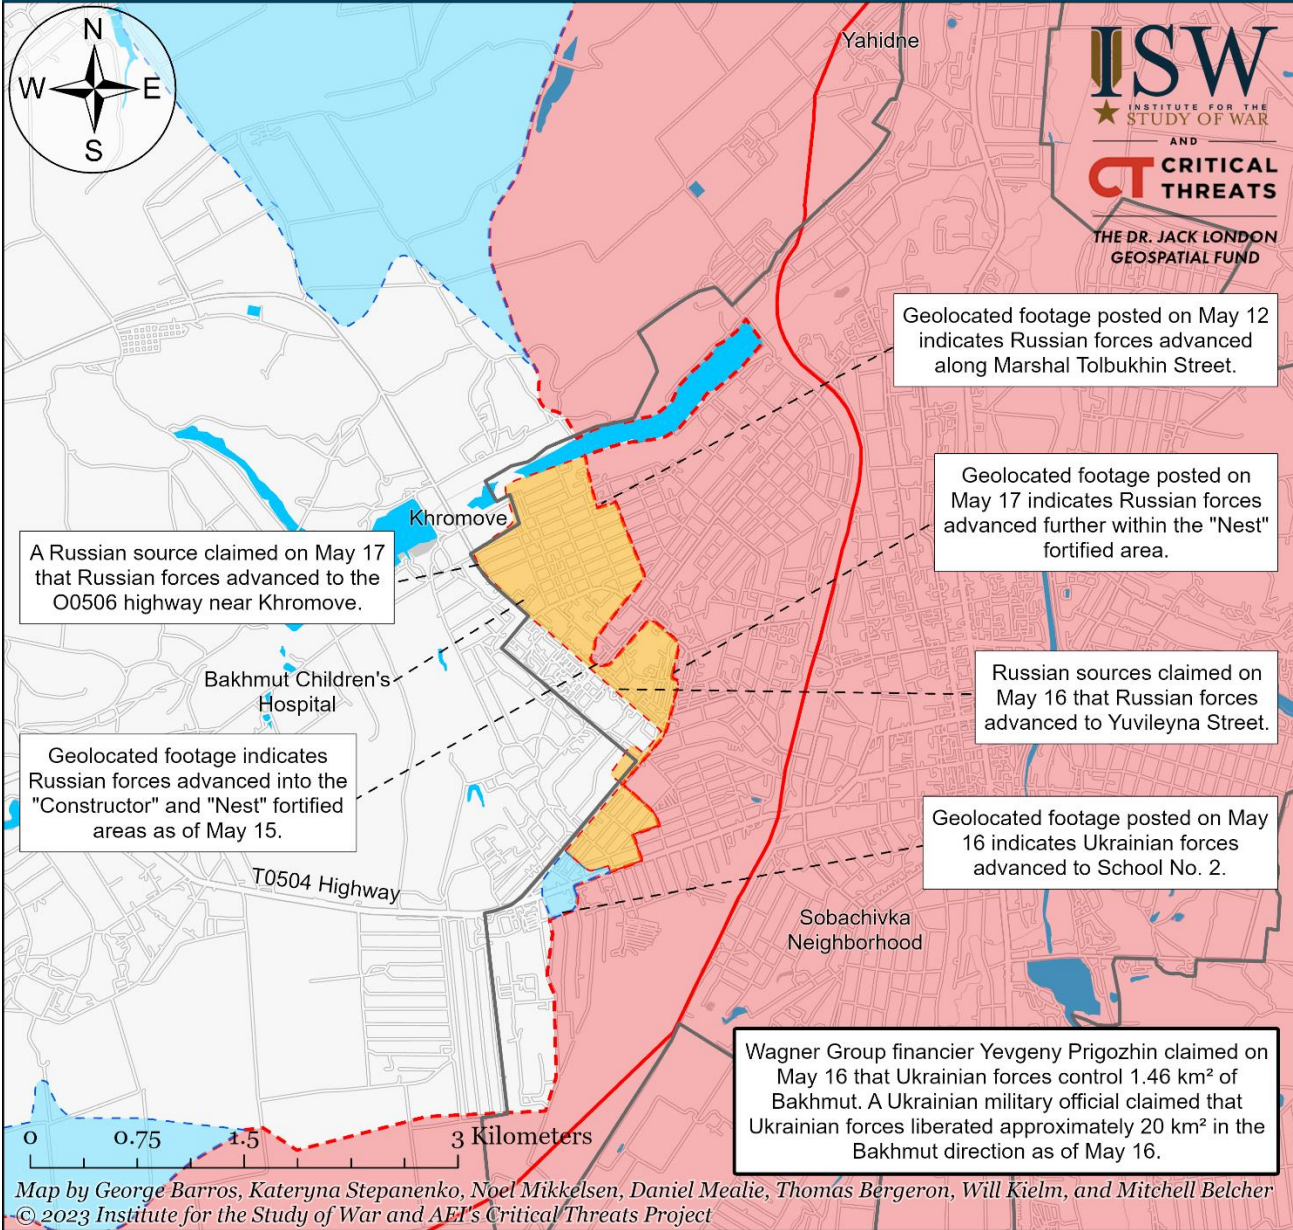 N
W
E
S
Yahidne
ISW
INSTITUTE FOR THE
STUDY OF WAR
AND
CT CRITICAL
THREATS
THE DR. JACK LONDON
GEOSPATIAL FUND
Geolocated footage posted on May 12
indicates Russian forces advanced
along Marshal Tolbukhin Street.
Geolocated footage posted on
May 17 indicates Russian forces
advanced further within the "Nest"
fortified area.
Khromove
A Russian source claimed on May 17
that Russian forces advanced to the
O0506 highway near Khromove.
Bakhmut Children's
Hospital
Russian sources claimed on
May 16 that Russian forces
advanced to Yuvileyna Street.
Geolocated footage indicates
Russian forces advanced into the
"Constructor" and "Nest" fortified
areas as of May 15.
Geolocated footage posted on May
16 indicates Ukrainian forces
advanced to School No. 2.
T0504 Highway
Sobachivka
Neighborhood
Wagner Group financier Yevgeny Prigozhin claimed on
May 16 that Ukrainian forces control 1.46 km² of
Bakhmut. A Ukrainian military official claimed that
Ukrainian forces liberated approximately 20 km² in the
Bakhmut direction as of May 16.
0 0.75 1.5 3 Kilometers
Map by George Barros, Kateryna Stepanenko, Noel Mikkelsen, Daniel Mealie, Thomas Bergeron, Will Kielm, and Mitchell Belcher
© 2023 Institute for the Study of War and AEI's Critical Threats Project